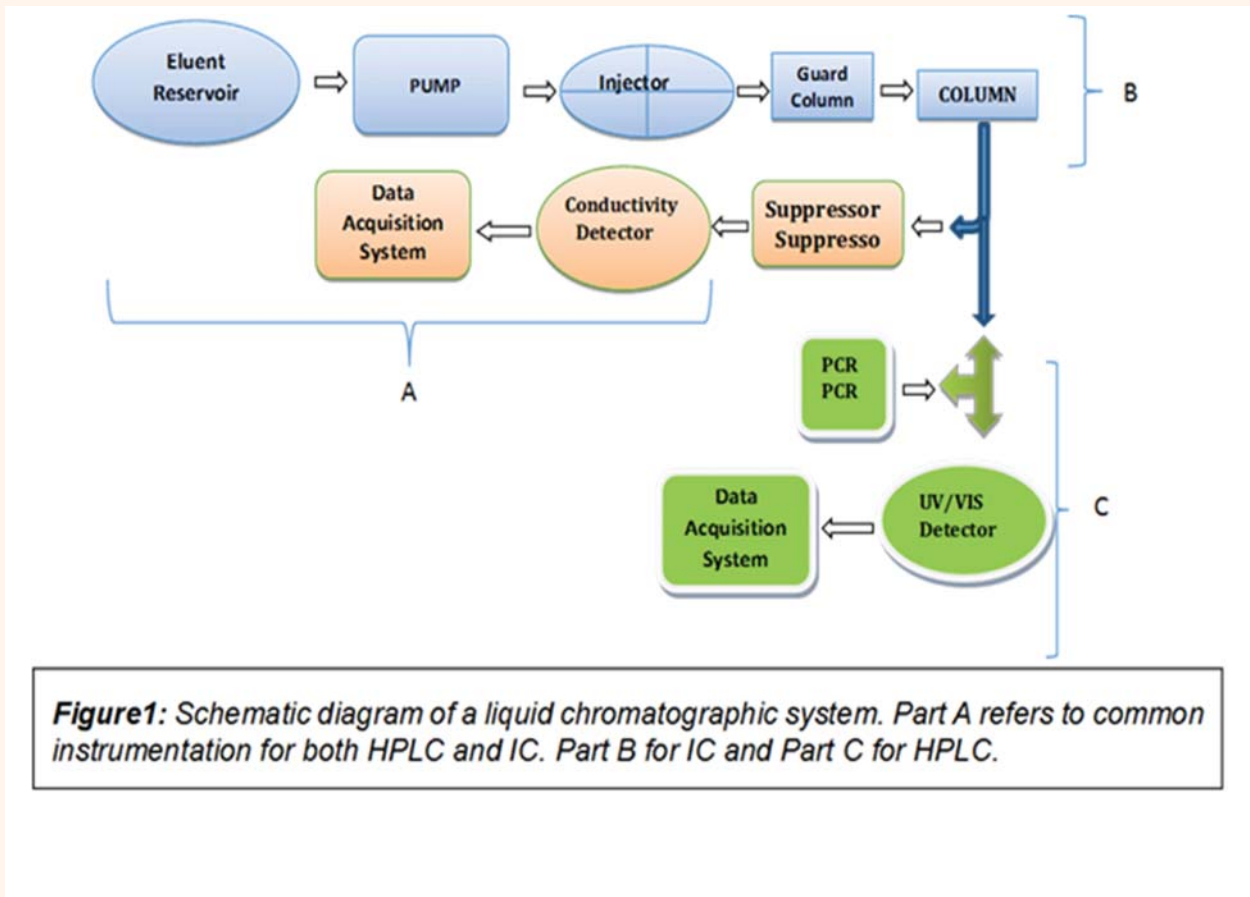 Eluent
Reservoir
PUMP
Injector
Guard
Column
COLUMN
B
Data
Acquisition
System
Conductivity
Detector
Suppressor
Suppresso
A
PCR
PCR
Data
Acquisition
System
UV/VIS
Detector
C
Figure1: Schematic diagram of a liquid chromatographic system. Part A refers to common
instrumentation for both HPLC and IC. Part B for IC and Part C for HPLC.